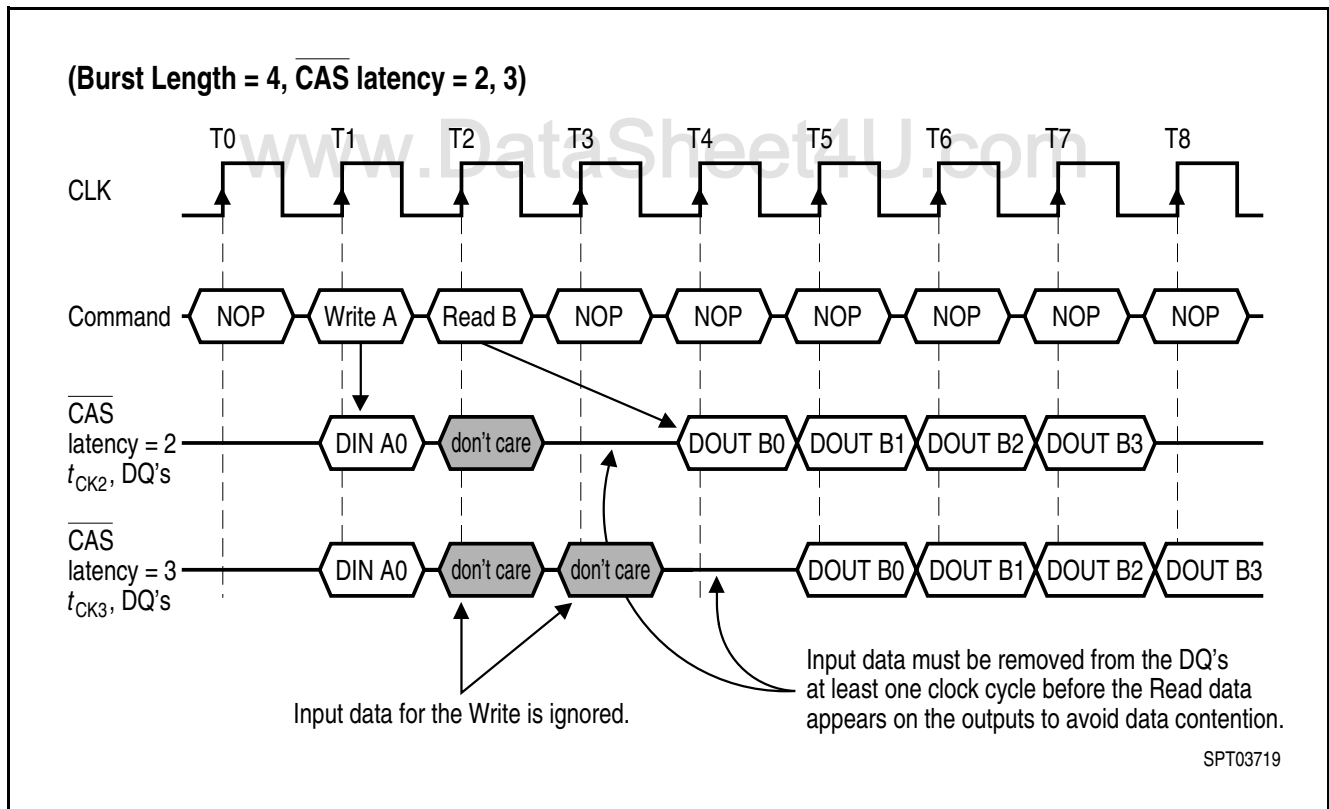 (Burst Length = 4, CAS latency = 2, 3)
www.DataSheet4U.com
T0 T1 T2 T3 T4 T5 T6 T7 T8
CLK
Command NOP Write A Read B NOP NOP NOP NOP NOP NOP
CAS
latency = 2 DIN A0 don't care DOUT B0 DOUT B1 DOUT B2 DOUT B3
tCK2, DQ's
CAS
latency = 3 DIN A0 don't care don't care DOUT B0 DOUT B1 DOUT B2 DOUT B3
tCK3, DQ's
Input data for the Write is ignored.
Input data must be removed from the DQ's
at least one clock cycle before the Read data
appears on the outputs to avoid data contention.
SPT03719